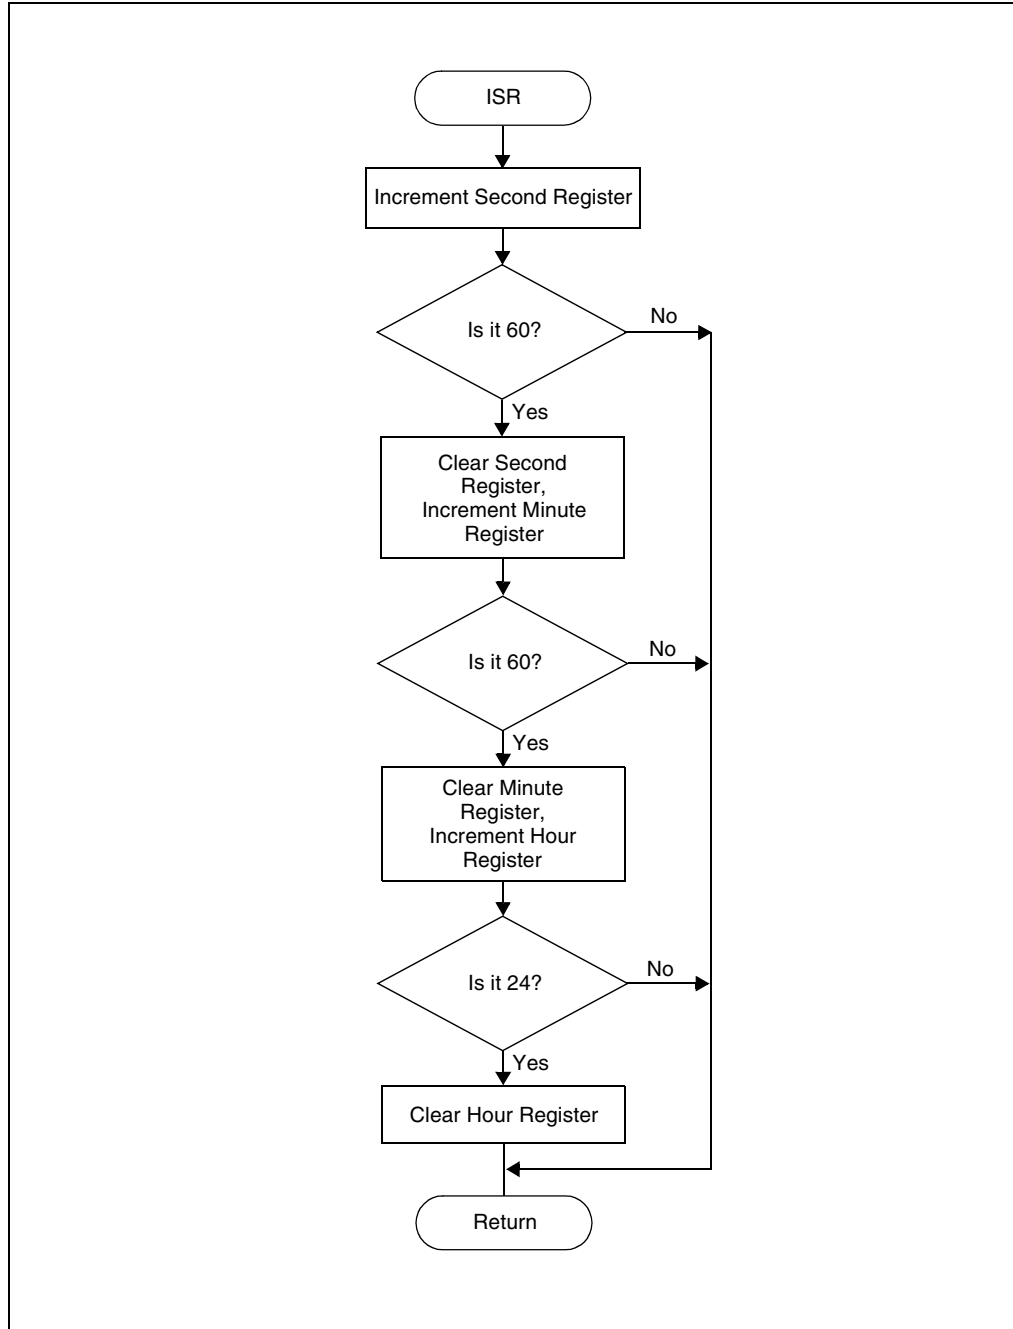 ISR
Increment Second Register
Is it 60?
No
Yes
Clear Second
Register,
Increment Minute
Register
Is it 60?
No
Yes
Clear Minute
Register,
Increment Hour
Register
Is it 24?
No
Yes
Clear Hour Register
Return